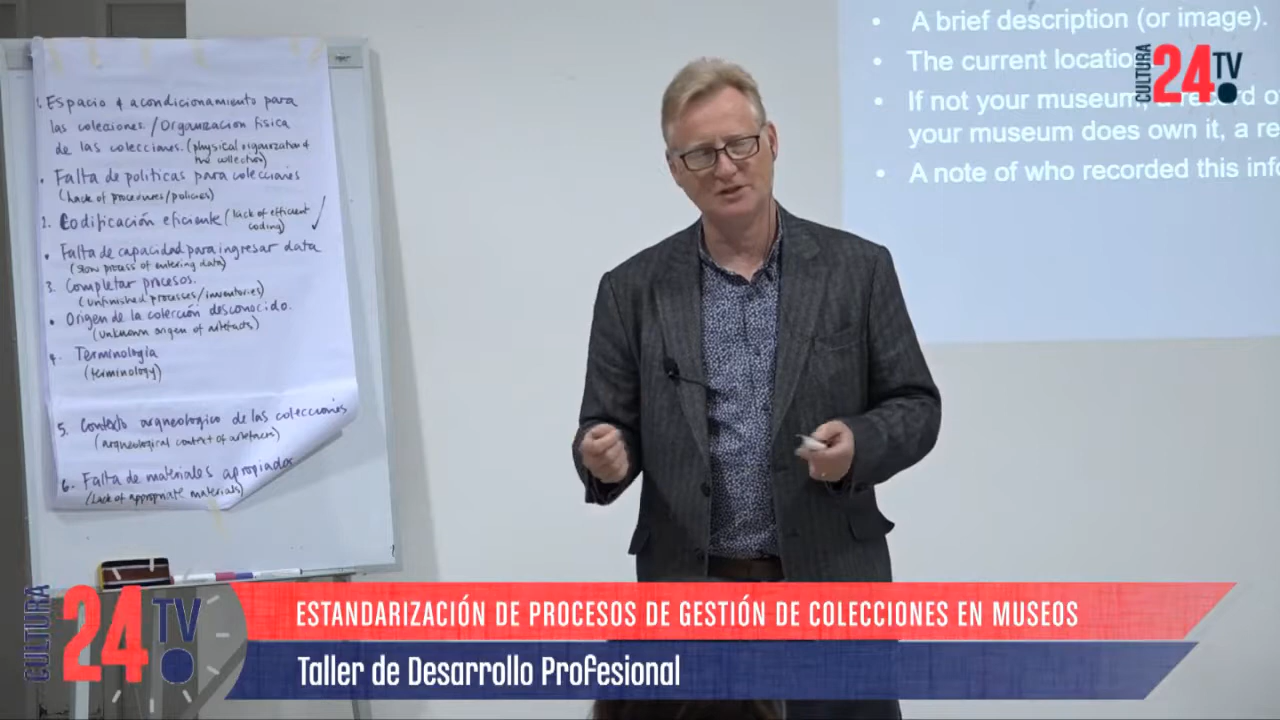 1. Espacio y acondicionamiento para
las colecciones / Organización física
de las colecciones. (physical organization of
the collection)
• Falta de políticas para colecciones
(Lack of procedures/policies)
2. Codificación eficiente (lack of efficient
coding)
• Falta de capacidad para ingresar data
(slow process of entering data)
3. Completar procesos.
(unfinished processes/inventories)
• Origen de la colección desconocido.
(unknown origen of artefacts)
4. Terminología
(terminology)
5. Contexto arqueologico de las colecciones
(arqueological context of artefacts)
6. Falta de materiales apropiados
(Lack of appropriate materials)
• A brief description (or image).
• The current locatio
• If not your museum, a record o
your museum does own it, a re
• A note of who recorded this info
CULTURA 24 TV
CULTURA 24 TV
ESTANDARIZACIÓN DE PROCESOS DE GESTIÓN DE COLECCIONES EN MUSEOS
Taller de Desarrollo Profesional